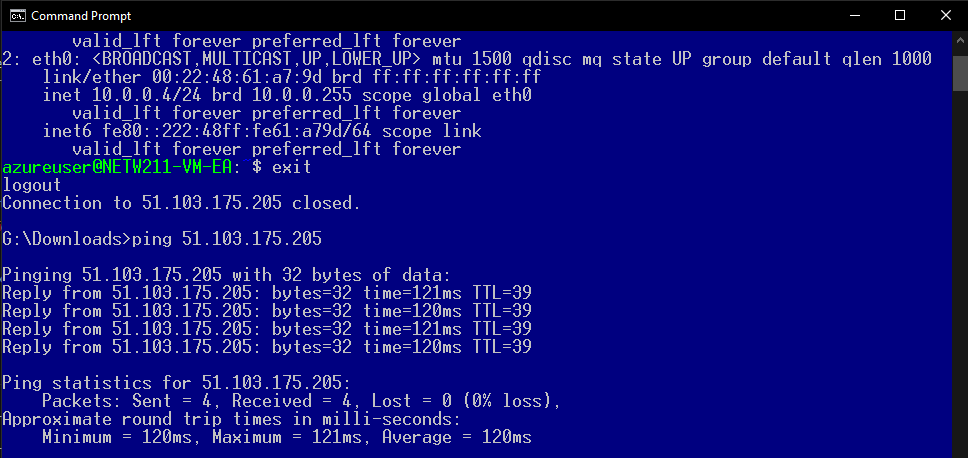 Command Prompt
valid_lft forever preferred_lft forever
2: eth0: <BROADCAST,MULTICAST,UP,LOWER_UP> mtu 1500 qdisc mq state UP group default qlen 1000
link/ether 00:22:48:61:a7:9d brd ff:ff:ff:ff:ff:ff
inet 10.0.0.4/24 brd 10.0.0.255 scope global eth0
valid_lft forever preferred_lft forever
inet6 fe80::222:48ff:fe61:a79d/64 scope link
valid_lft forever preferred_lft forever
azureuser@NETW211-VM-EA: $ exit
logout
Connection to 51.103.175.205 closed.
G:\Downloads>ping 51.103.175.205
Pinging 51.103.175.205 with 32 bytes of data:
Reply from 51.103.175.205: bytes=32 time=121ms TTL=39
Reply from 51.103.175.205: bytes=32 time=120ms TTL=39
Reply from 51.103.175.205: bytes=32 time=121ms TTL=39
Reply from 51.103.175.205: bytes=32 time=120ms TTL=39
Ping statistics for 51.103.175.205:
Packets: Sent = 4, Received = 4, Lost = 0 (0% loss),
Approximate round trip times in milli-seconds:
Minimum = 120ms, Maximum = 121ms, Average = 120ms